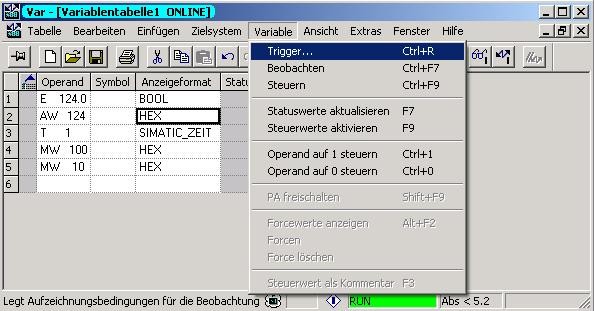 Var - [Variablentabelle1 ONLINE]
Tabelle Bearbeiten Einfügen Zielsystem Variable Ansicht Extras Fenster Hilfe
Trigger... Ctrl+R
Beobachten Ctrl+F7
Steuern Ctrl+F9
Statuswerte aktualisieren F7
Steuerwerte aktivieren F9
Operand auf 1 steuern Ctrl+1
Operand auf 0 steuern Ctrl+0
PA freischalten Shift+F9
Forcewerte anzeigen Alt+F2
Forcen
Force löschen
Steuerwert als Kommentar F3
Operand Symbol Anzeigeformat Statu
1 E 124.0 BOOL
2 AW 124 HEX
3 T 1 SIMATIC_ZEIT
4 MW 100 HEX
5 MW 10 HEX
6
Legt Aufzeichnungsbedingungen für die Beobachtung RUN Abs < 5.2